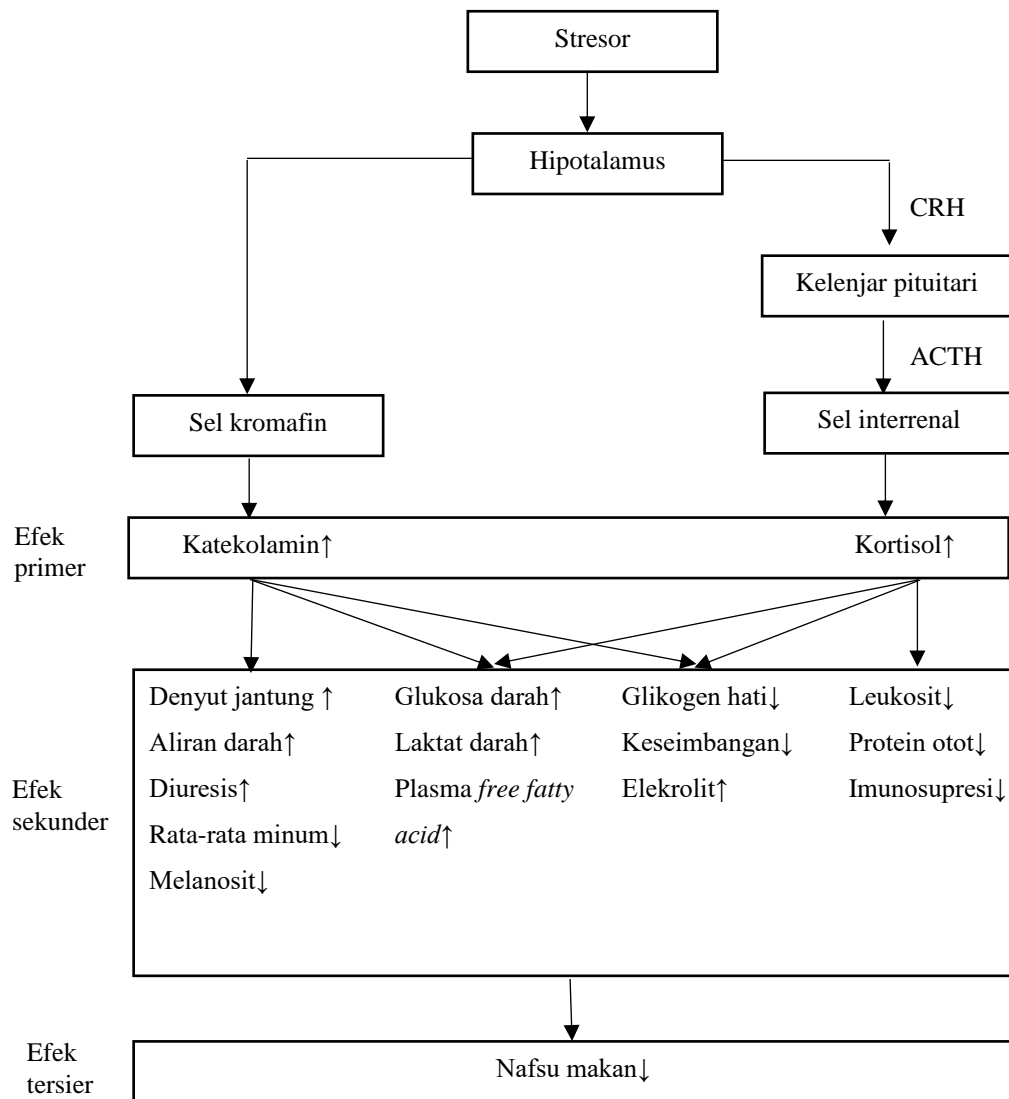 Stresor
Hipotalamus
CRH
Kelenjar pituitari
ACTH
Sel kromafin
Sel interrenal
Efek
primer
Katekolamin↑
Kortisol↑
Efek
sekunder
Denyut jantung ↑
Aliran darah↑
Diuresis↑
Rata-rata minum↓
Melanosit↓
Glukosa darah↑
Laktat darah↑
Plasma free fatty
acid↑
Glikogen hati↓
Keseimbangan↓
Elekrolit↑
Leukosit↓
Protein otot↓
Imunosupresi↓
Efek
tersier
Nafsu makan↓